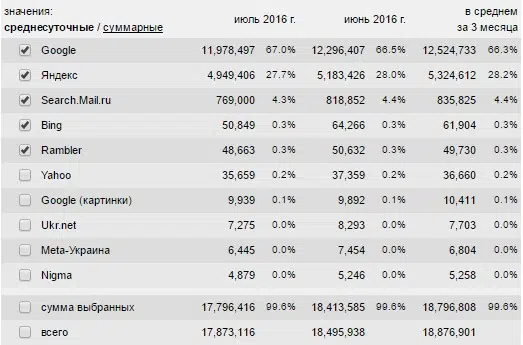 значения:
среднесуточные / суммарные
июль 2016 г. июнь 2016 г. в среднем за 3 месяца
Google 11,978,497 67.0% 12,296,407 66.5% 12,524,733 66.3%
Яндекс 4,949,406 27.7% 5,183,426 28.0% 5,324,612 28.2%
Search.Mail.ru 769,000 4.3% 818,852 4.4% 835,825 4.4%
Bing 50,849 0.3% 64,266 0.3% 61,904 0.3%
Rambler 48,663 0.3% 50,632 0.3% 49,730 0.3%
Yahoo 35,659 0.2% 37,359 0.2% 36,660 0.2%
Google (картинки) 9,939 0.1% 9,892 0.1% 10,411 0.1%
Ukr.net 7,275 0.0% 8,293 0.0% 7,703 0.0%
Meta-Украина 6,445 0.0% 7,454 0.0% 6,804 0.0%
Nigma 4,879 0.0% 5,246 0.0% 5,258 0.0%
сумма выбранных 17,796,416 99.6% 18,413,585 99.6% 18,796,808 99.6%
всего 17,873,116 18,495,938 18,876,901